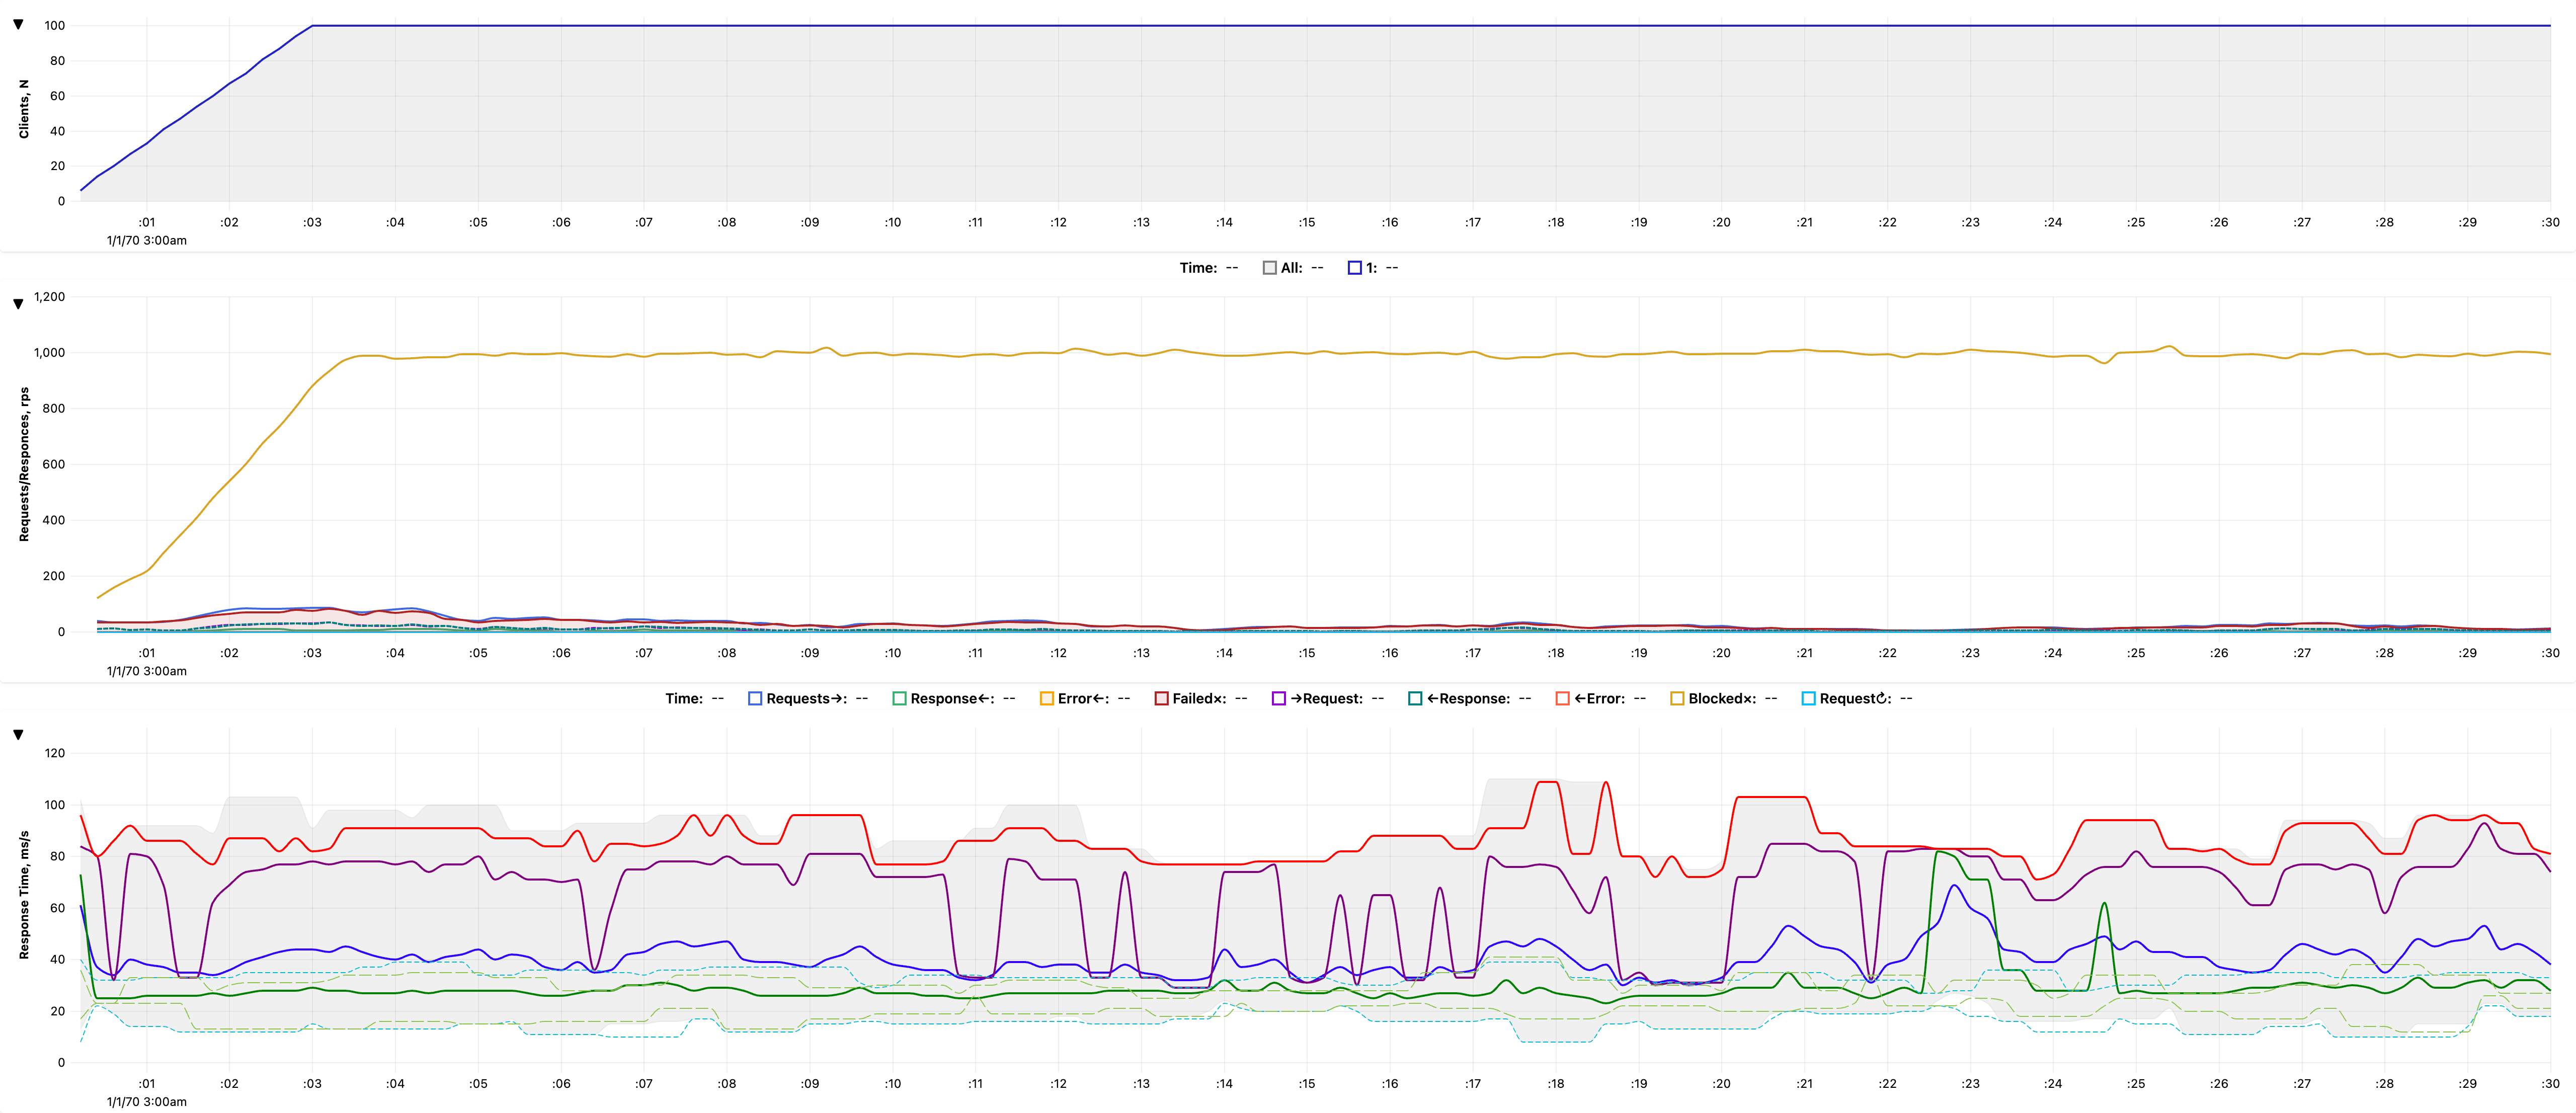 ▼
Clients, N
100
80
60
40
20
0
:01 :02 :03 :04 :05 :06 :07 :08 :09 :10 :11 :12 :13 :14 :15 :16 :17 :18 :19 :20 :21 :22 :23 :24 :25 :26 :27 :28 :29 :30
1/1/70 3:00am
Time: -- All: -- 1: --
▼
Requests/Responces, rps
1,200
1,000
800
600
400
200
0
:01 :02 :03 :04 :05 :06 :07 :08 :09 :10 :11 :12 :13 :14 :15 :16 :17 :18 :19 :20 :21 :22 :23 :24 :25 :26 :27 :28 :29 :30
1/1/70 3:00am
Time: -- Requests→: -- Response←: -- Error←: -- Failed×: -- →Request: -- ←Response: -- ←Error: -- Blocked×: -- Request↻: --
▼
Response Time, ms/s
120
100
80
60
40
20
0
:01 :02 :03 :04 :05 :06 :07 :08 :09 :10 :11 :12 :13 :14 :15 :16 :17 :18 :19 :20 :21 :22 :23 :24 :25 :26 :27 :28 :29 :30
1/1/70 3:00am